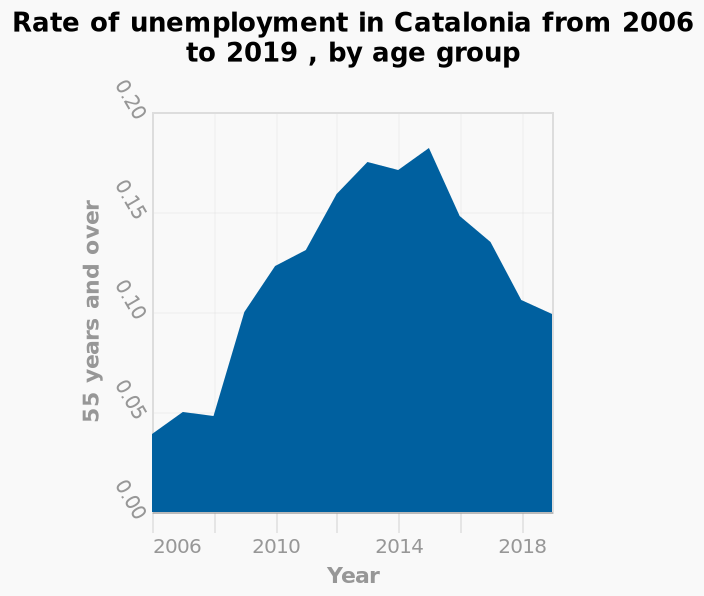 Rate of unemployment in Catalonia from 2006
to 2019 , by age group
0.20
0.15
0.10
0.05
0.00
55 years and over
2006 2010 2014 2018
Year